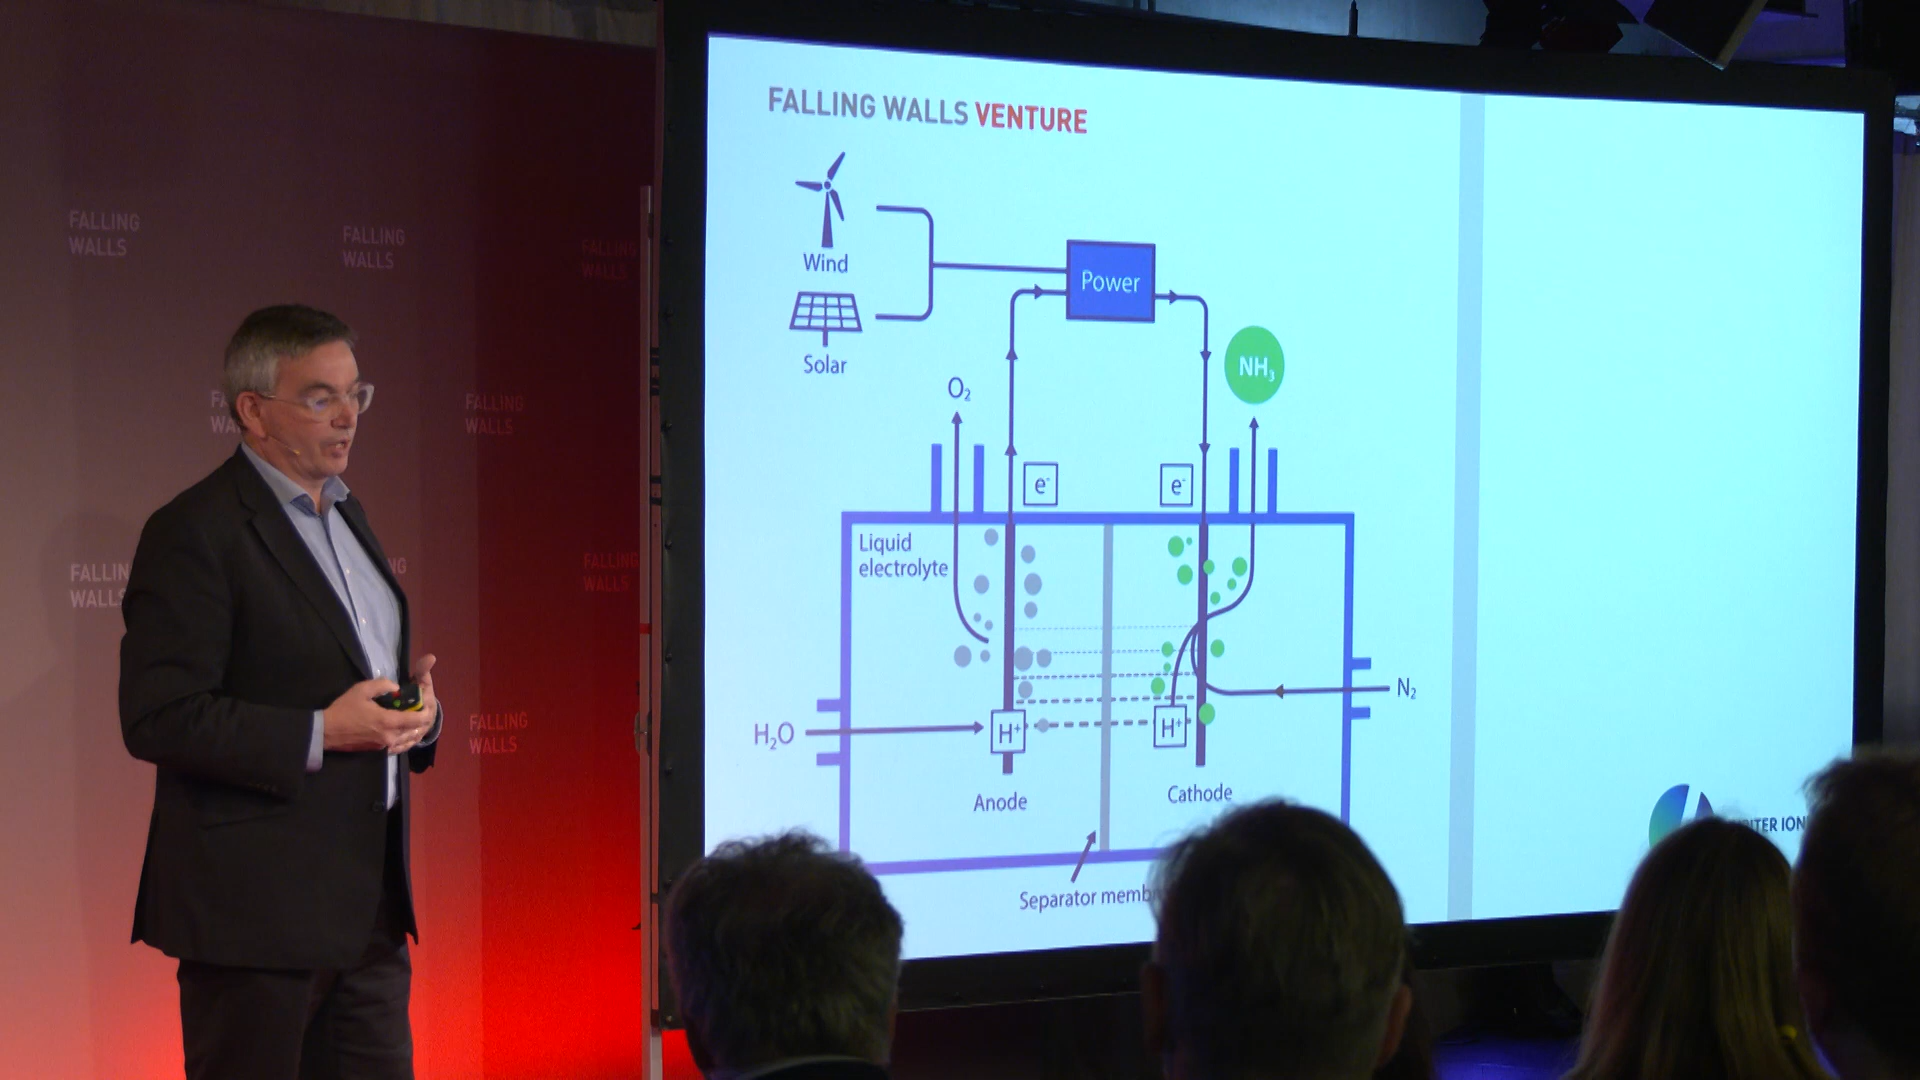 FALLING WALLS VENTURE
Wind
Solar
Power
O₂
NH₃
e⁻
e⁻
Liquid
electrolyte
H₂O
H⁺
H⁺
N₂
Anode
Cathode
Separator
FALLING
WALLS
FALLING
WALLS
FALLING
WALLS
FALLING
WALLS
FALLING
WALLS
FALLING
WALLS